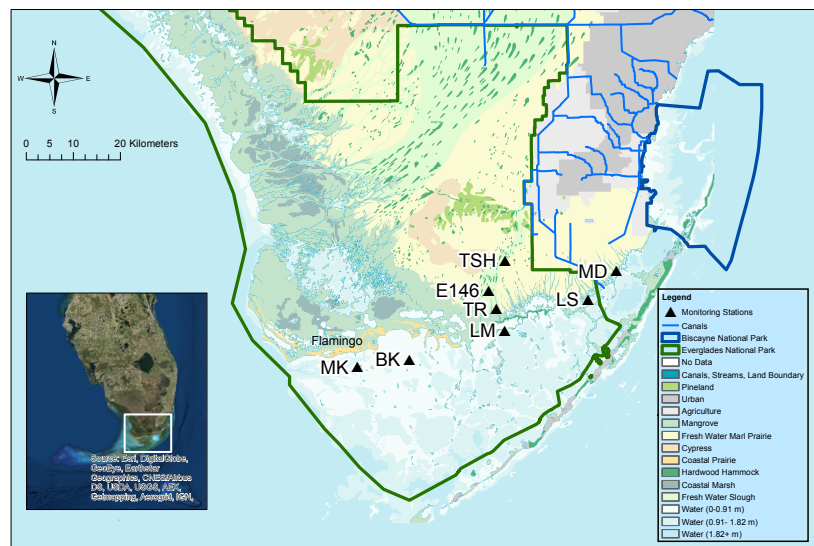 N
W E
S
0 10 20 Kilometers
TSH
MD
E146
LS
TR
LM
Flamingo
BK
MK
Source: Esri, DigitalGlobe,
GeoEye, Earthstar
Geographics, CNES/Airbus
DS, USDA, USGS, AEX,
Getmapping, Aerogrid, IGN,
Legend
Monitoring Stations
Canals
Biscayne National Park
Everglades National Park
No Data
Canals, Streams, Land Boundary
Pineland
Urban
Agriculture
Mangrove
Fresh Water Marl Prairie
Cypress
Coastal Prairie
Hardwood Hammock
Coastal Marsh
Fresh Water Slough
Water (0-0.91 m)
Water (0.91- 1.82 m)
Water (1.82+ m)